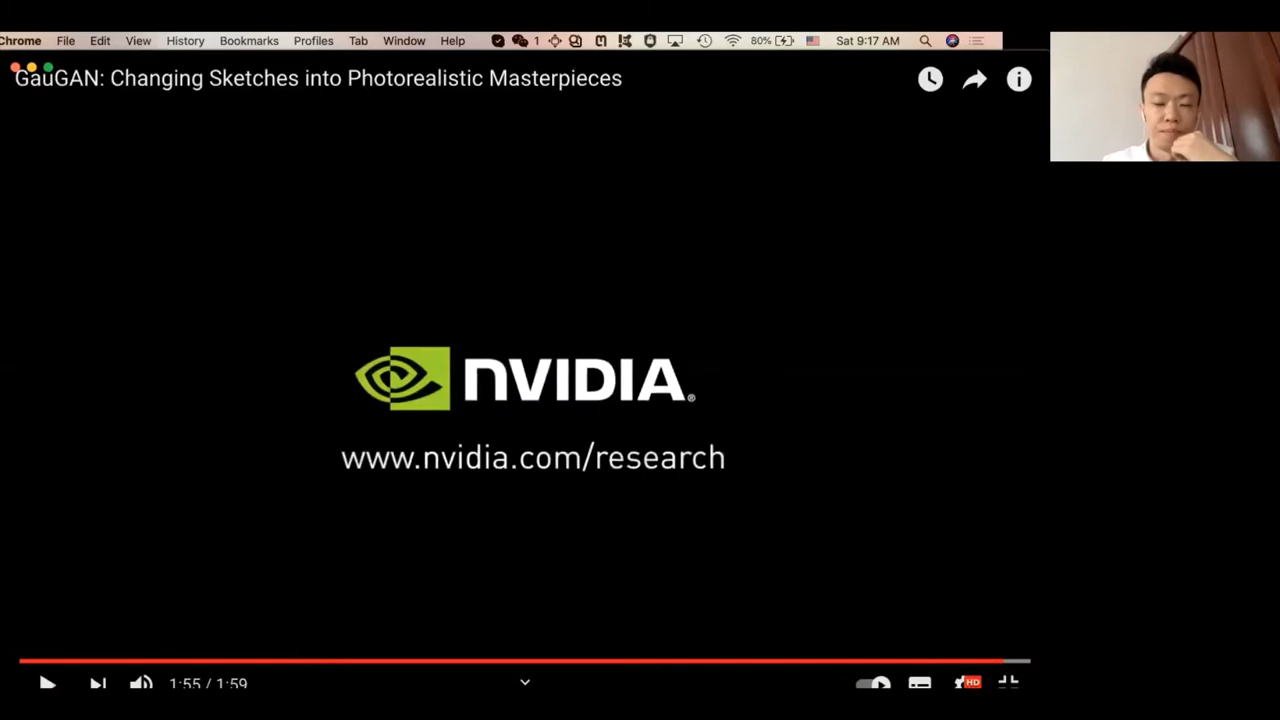 Chrome File Edit View History Bookmarks Profiles Tab Window Help 1 80% Sat 9:17 AM
GauGAN: Changing Sketches into Photorealistic Masterpieces
NVIDIA®
www.nvidia.com/research
1:55 / 1:59
HD